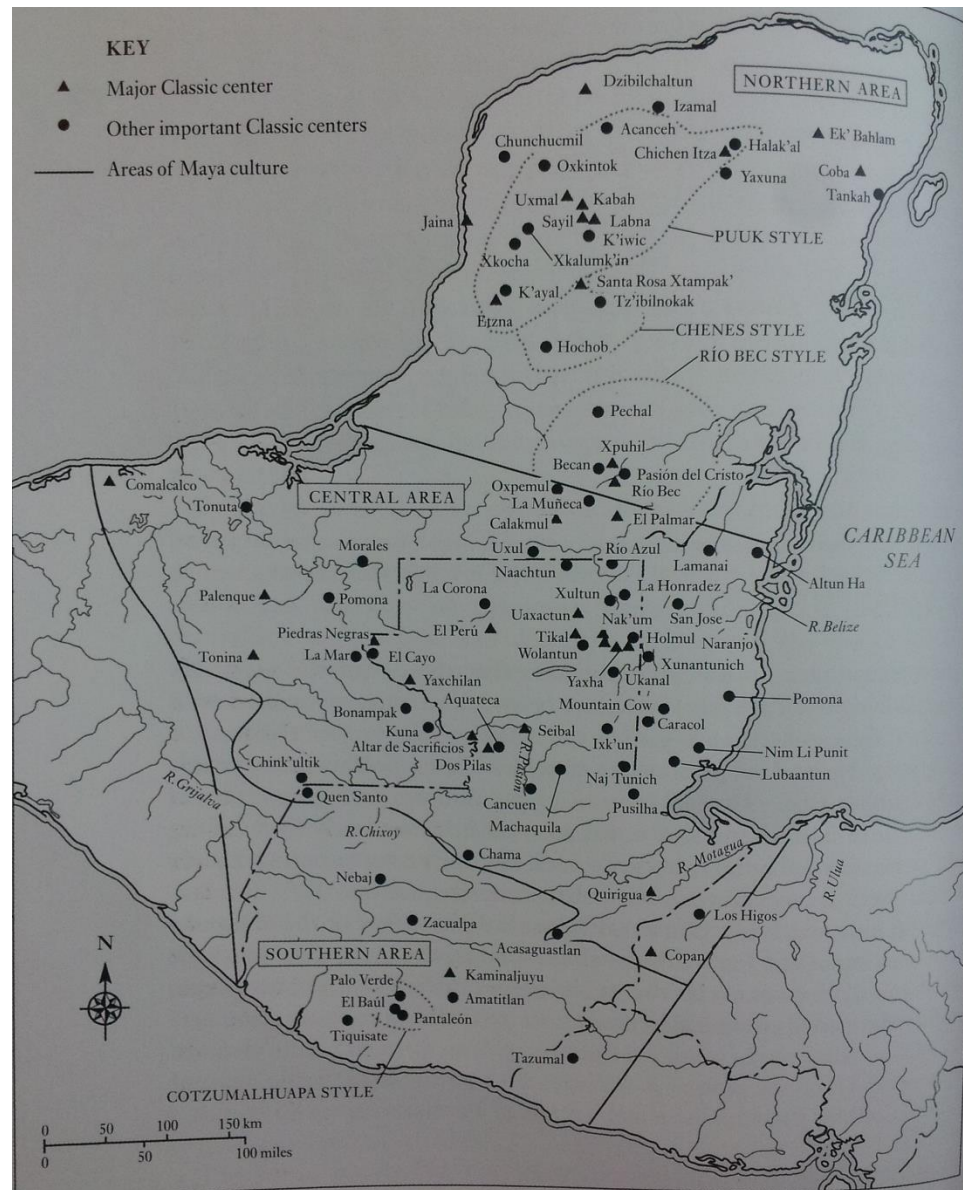 KEY
Major Classic center
Other important Classic centers
Areas of Maya culture
NORTHERN AREA
Dzibilchaltun
Izamal
Acanceh
Ek' Bahlam
Chunchucmil
Halak'al
Chichen Itza
Oxkintok
Coba
Yaxuna
Tankah
Uxmal
Kabah
Jaina
Sayil
Labna
PUUK STYLE
K'iwic
Xkocha
Xkalumk'in
Santa Rosa Xtampak'
K'ayal
Tz'ibilnokak
Etzna
CHENES STYLE
Hochob
RÍO BEC STYLE
Pechal
Xpuhil
Becan
Pasión del Cristo
Comalcalco
CENTRAL AREA
Oxpemul
Río Bec
La Muñeca
Tonuta
Calakmul
El Palmar
CARIBBEAN
SEA
Morales
Uxul
Río Azul
Lamanai
Naachtun
Altun Ha
Palenque
Pomona
La Corona
Xultun
La Honradez
Uaxactun
San Jose
R.Belize
Piedras Negras
El Perú
Nak'um
Tikal
Holmul
Naranjo
Tonina
La Mar
El Cayo
Wolantun
Xunantunich
Yaxchilan
Yaxha
Ukanal
Aquateca
Mountain Cow
Pomona
Bonampak
Kuna
Seibal
Caracol
Altar de Sacrificios
Ixk'un
Nim Li Punit
Dos Pilas
R.Pasión
Chink'ultik
Naj Tunich
Lubaantun
R.Grijalva
Quen Santo
Cancuen
Pusilha
Machaquila
R.Chixoy
Chama
R.Motagua
Nebaj
Quirigua
R.Ulua
Zacualpa
Los Higos
Acasaguastlan
N
SOUTHERN AREA
Copan
Palo Verde
Kaminaljuyu
El Baúl
Amatitlan
Pantaleón
Tiquisate
Tazumal
COTZUMALHUAPA STYLE
0 50 100 150 km
0 50 100 miles